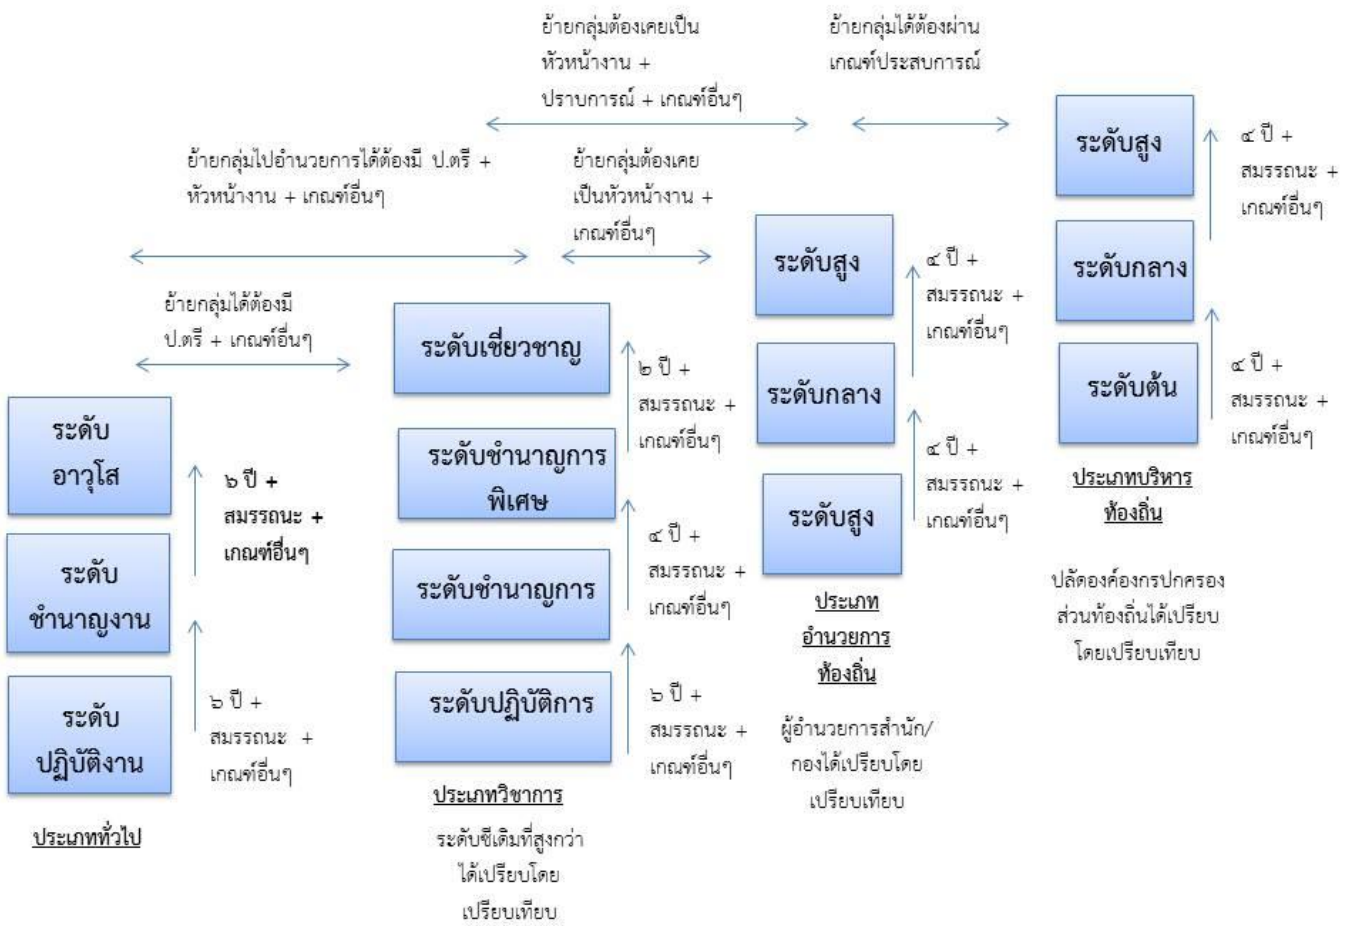 ย้ายกลุ่มต้องเคยเป็น
หัวหน้างาน +
ปราบการณ์ + เกณฑ์อื่นๆ
ย้ายกลุ่มได้ต้องผ่าน
เกณฑ์ประสบการณ์
ย้ายกลุ่มไปอำนวยการได้ต้องมี ป.ตรี +
หัวหน้างาน + เกณฑ์อื่นๆ
ย้ายกลุ่มต้องเคย
เป็นหัวหน้างาน +
เกณฑ์อื่นๆ
ย้ายกลุ่มได้ต้องมี
ป.ตรี + เกณฑ์อื่นๆ
ระดับ
อาวุโส
๖ ปี +
สมรรถนะ +
เกณฑ์อื่นๆ
ระดับ
ชำนาญงาน
๖ ปี +
สมรรถนะ +
เกณฑ์อื่นๆ
ระดับ
ปฏิบัติงาน
ประเภททั่วไป
ระดับเชี่ยวชาญ
๒ ปี +
สมรรถนะ +
เกณฑ์อื่นๆ
ระดับชำนาญการ
พิเศษ
๔ ปี +
สมรรถนะ +
เกณฑ์อื่นๆ
ระดับชำนาญการ
๖ ปี +
สมรรถนะ +
เกณฑ์อื่นๆ
ระดับปฏิบัติการ
ประเภทวิชาการ
ระดับซีเดิมที่สูงกว่า
ได้เปรียบโดย
เปรียบเทียบ
ระดับสูง
๔ ปี +
สมรรถนะ +
เกณฑ์อื่นๆ
ระดับกลาง
๔ ปี +
สมรรถนะ +
เกณฑ์อื่นๆ
ระดับสูง
ประเภท
อำนวยการ
ท้องถิ่น
ผู้อำนวยการสำนัก/
กองได้เปรียบโดย
เปรียบเทียบ
ระดับสูง
๔ ปี +
สมรรถนะ +
เกณฑ์อื่นๆ
ระดับกลาง
๔ ปี +
สมรรถนะ +
เกณฑ์อื่นๆ
ระดับต้น
ประเภทบริหาร
ท้องถิ่น
ปลัดองค์องกรปกครอง
ส่วนท้องถิ่นได้เปรียบ
โดยเปรียบเทียบ